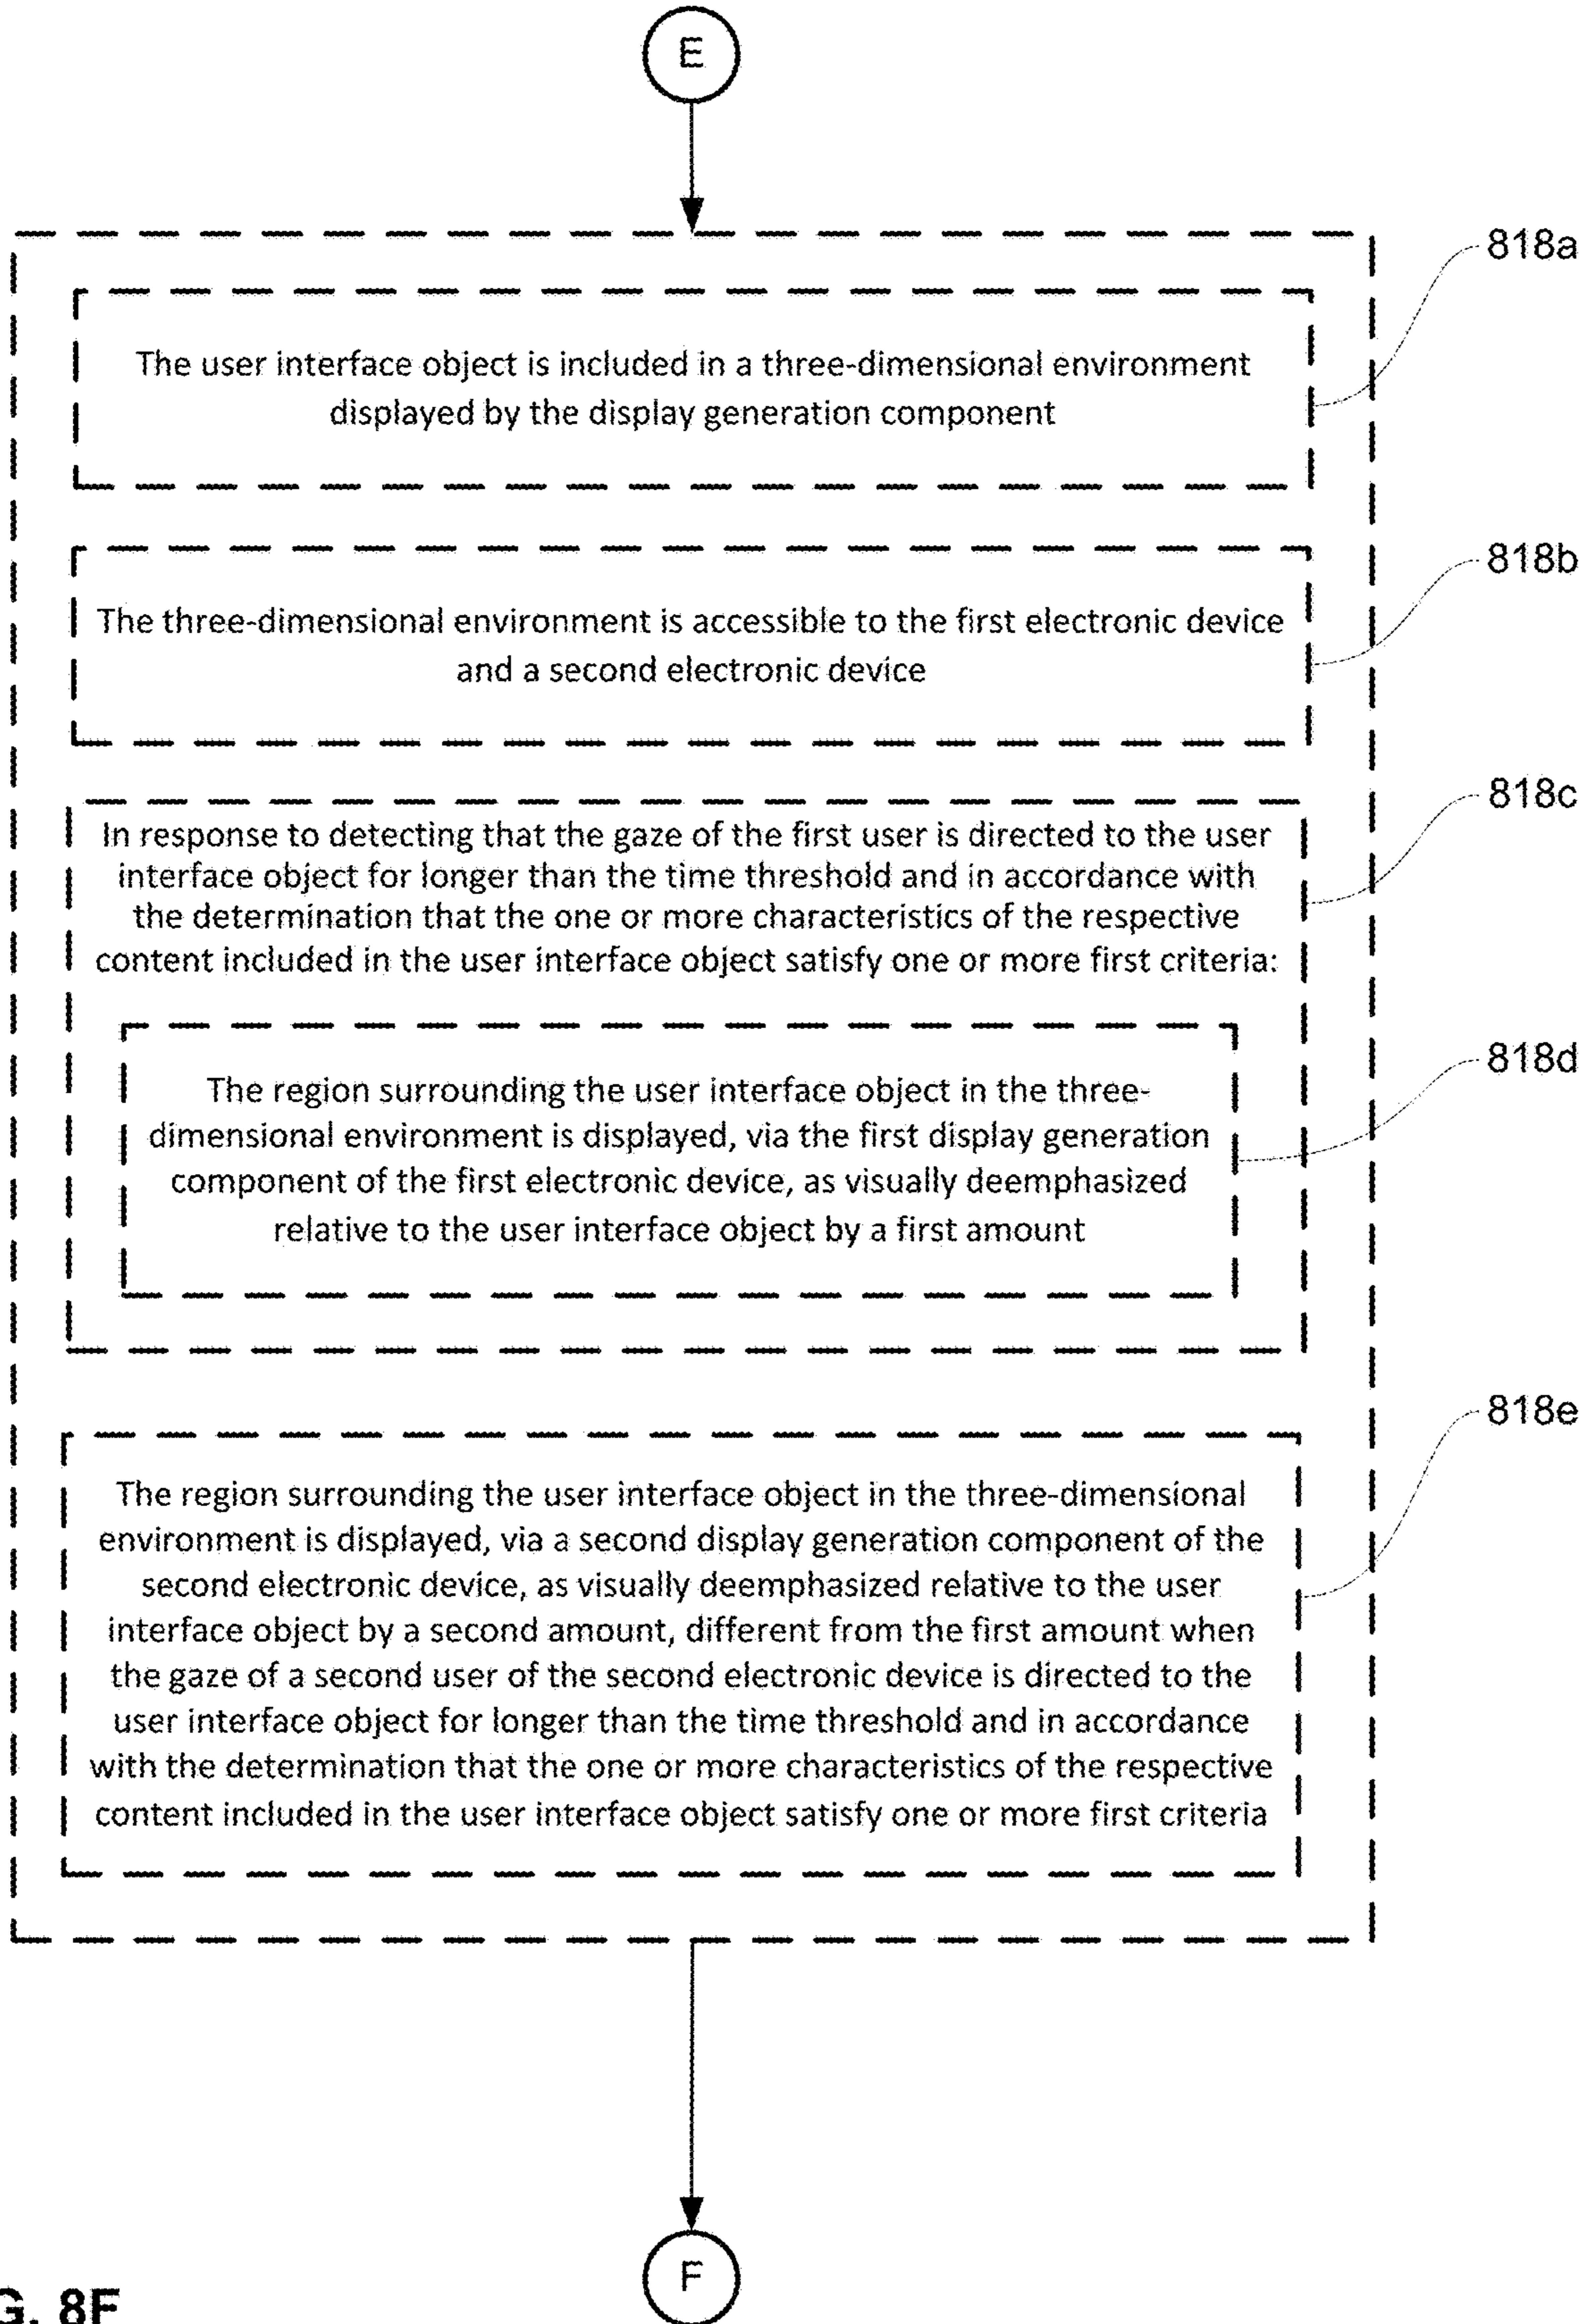 E
818a
The user interface object is included in a three-dimensional environment
displayed by the display generation component
818b
The three-dimensional environment is accessible to the first electronic device
and a second electronic device
818c
In response to detecting that the gaze of the first user is directed to the user
interface object for longer than the time threshold and in accordance with
the determination that the one or more characteristics of the respective
content included in the user interface object satisfy one or more first criteria:
818d
The region surrounding the user interface object in the three-
dimensional environment is displayed, via the first display generation
component of the first electronic device, as visually deemphasized
relative to the user interface object by a first amount
818e
The region surrounding the user interface object in the three-dimensional
environment is displayed, via a second display generation component of the
second electronic device, as visually deemphasized relative to the user
interface object by a second amount, different from the first amount when
the gaze of a second user of the second electronic device is directed to the
user interface object for longer than the time threshold and in accordance
with the determination that the one or more characteristics of the respective
content included in the user interface object satisfy one or more first criteria
F
G. 8F